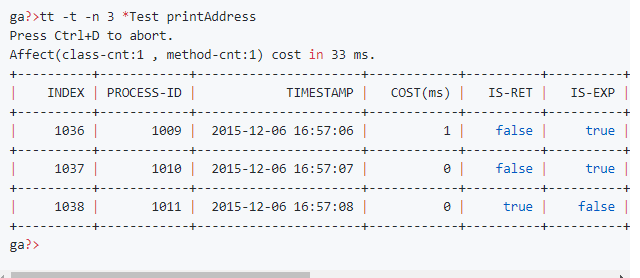 ga?>tt -t -n 3 *Test printAddress
Press Ctrl+D to abort.
Affect(class-cnt:1 , method-cnt:1) cost in 33 ms.
+----------+------------+----------------------+----------+----------+----------+
| INDEX | PROCESS-ID | TIMESTAMP | COST(ms) | IS-RET | IS-EXP |
+----------+------------+----------------------+----------+----------+----------+
| 1036 | 1009 | 2015-12-06 16:57:06 | 1 | false | true |
+----------+------------+----------------------+----------+----------+----------+
| 1037 | 1010 | 2015-12-06 16:57:07 | 0 | false | true |
+----------+------------+----------------------+----------+----------+----------+
| 1038 | 1011 | 2015-12-06 16:57:08 | 0 | true | false |
+----------+------------+----------------------+----------+----------+----------+
ga?>